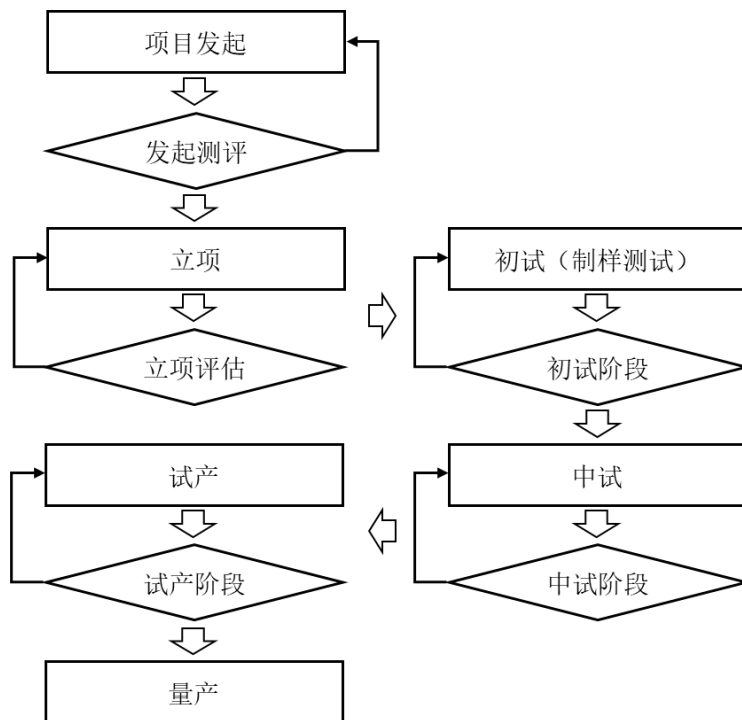 项目发起
发起测评
立项
立项评估
初试（制样测试）
初试阶段
中试
中试阶段
试产
试产阶段
量产